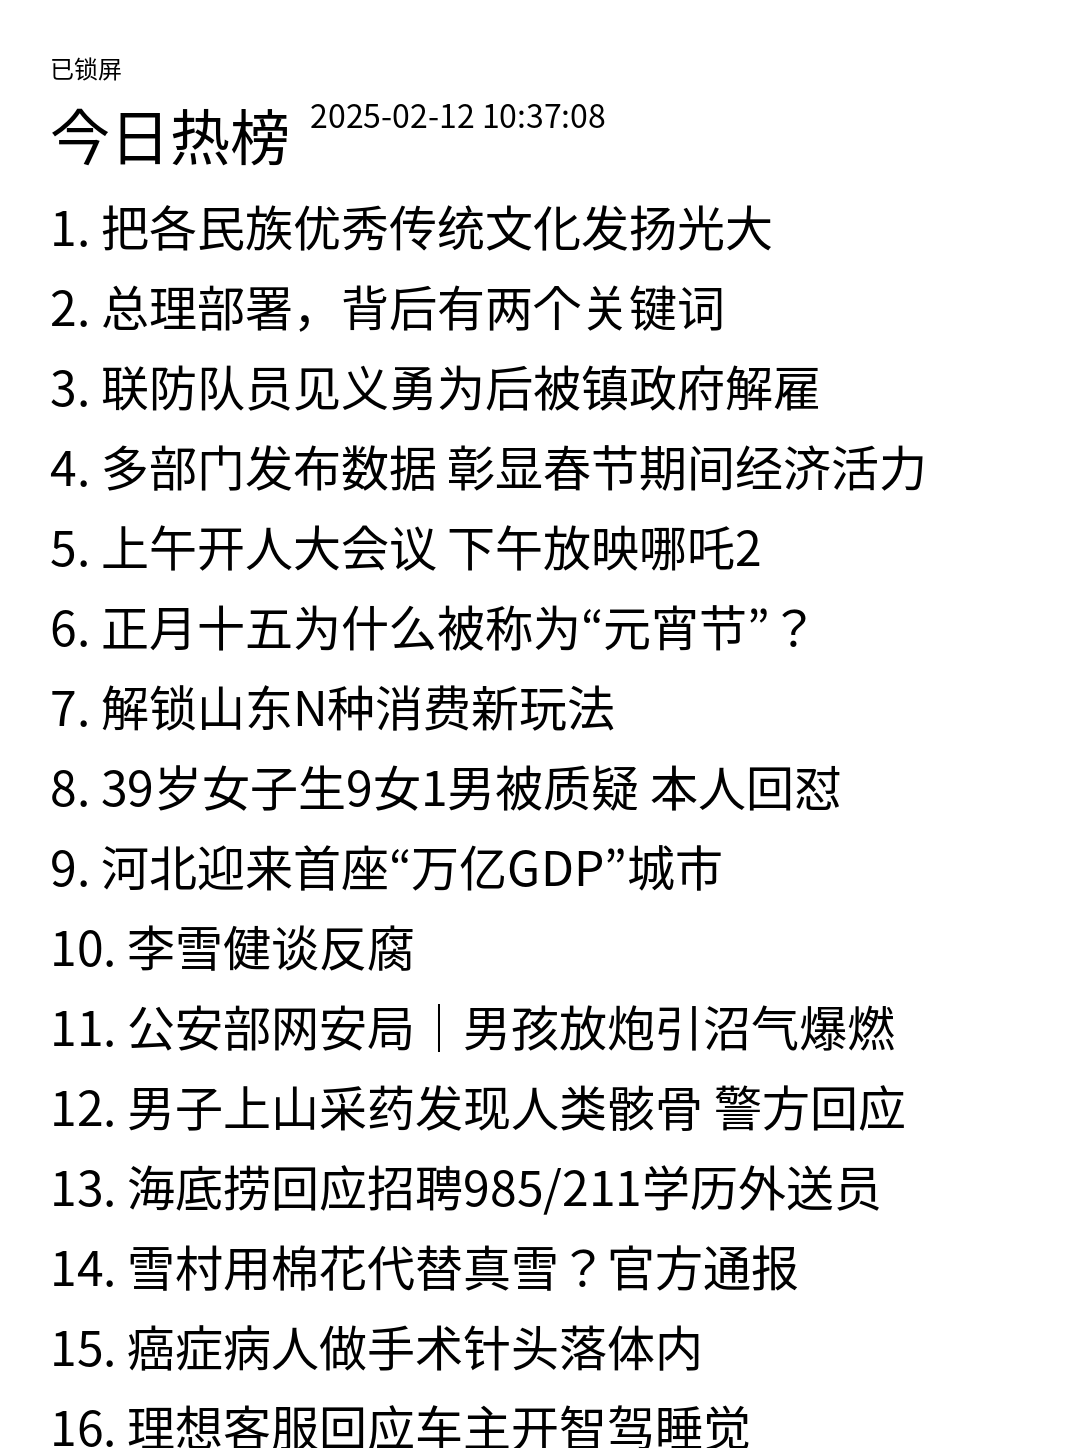 已锁屏
今日热榜 2025-02-12 10:37:08
1. 把各民族优秀传统文化发扬光大
2. 总理部署，背后有两个关键词
3. 联防队员见义勇为后被镇政府解雇
4. 多部门发布数据 彰显春节期间经济活力
5. 上午开人大会议 下午放映哪吒2
6. 正月十五为什么被称为“元宵节”？
7. 解锁山东N种消费新玩法
8. 39岁女子生9女1男被质疑 本人回怼
9. 河北迎来首座“万亿GDP”城市
10. 李雪健谈反腐
11. 公安部网安局｜男孩放炮引沼气爆燃
12. 男子上山采药发现人类骸骨 警方回应
13. 海底捞回应招聘985/211学历外送员
14. 雪村用棉花代替真雪？官方通报
15. 癌症病人做手术针头落体内
16. 理想客服回应车主开智驾睡觉